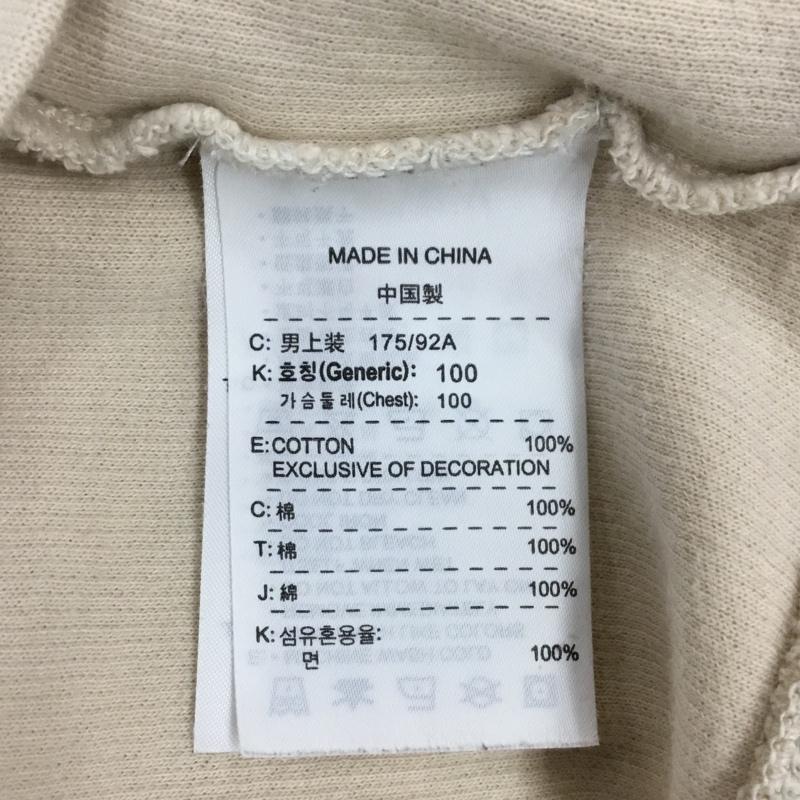 MADE IN CHINA
中国製
C: 男上装 175/92A
K: 호칭(Generic): 100
가슴둘레(Chest): 100
E: COTTON 100%
EXCLUSIVE OF DECORATION
C: 棉 100%
T: 棉 100%
J: 綿 100%
K: 섬유혼용율:
면 100%